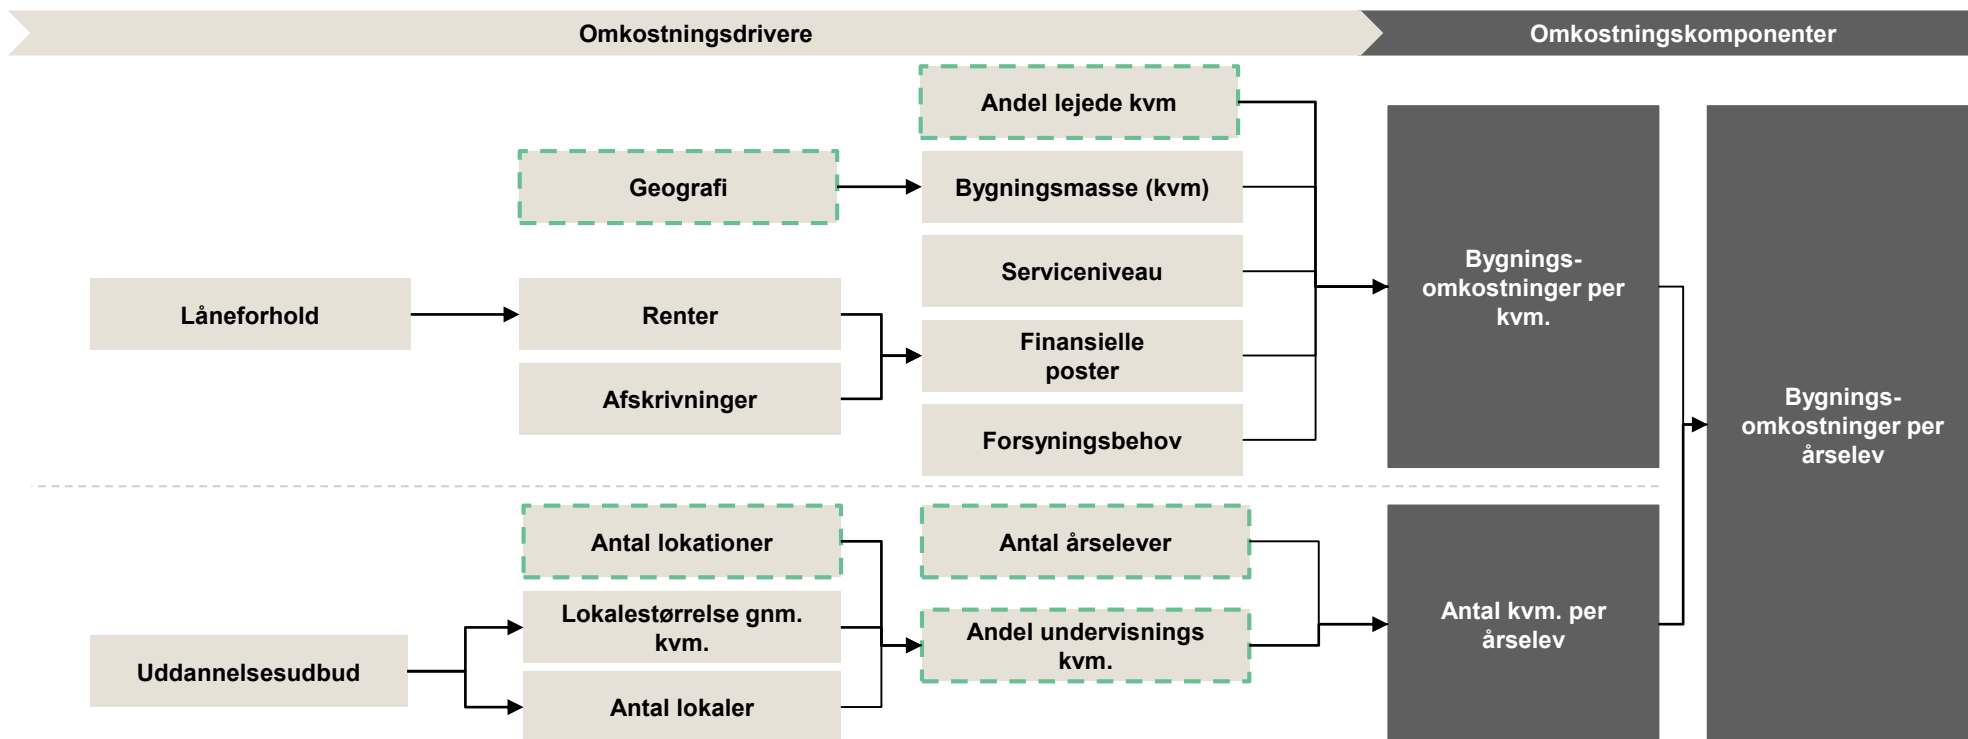 Omkostningsdrivere
Omkostningskomponenter
Andel lejede kvm
Geografi
Bygningsmasse (kvm)
Serviceniveau
Låneforhold
Renter
Finansielle
poster
Afskrivninger
Forsyningsbehov
Bygnings-
omkostninger per
kvm.
Bygnings-
omkostninger per
årselev
Antal lokationer
Antal årselever
Lokalestørrelse gnm.
kvm.
Andel undervisnings
kvm.
Antal kvm. per
årselev
Uddannelsesudbud
Antal lokaler